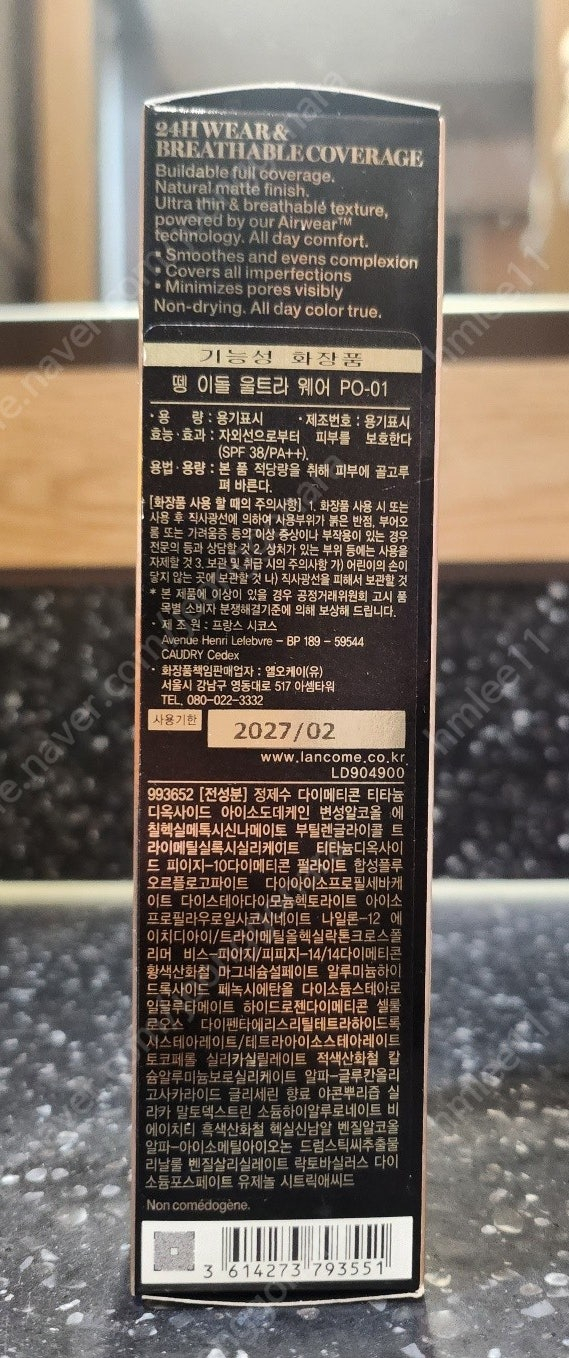 24H WEAR &
BREATHABLE COVERAGE
Buildable full coverage.
Natural matte finish.
Ultra thin & breathable texture,
powered by our Airwear™
technology. All day comfort.
• Smoothes and evens complexion
• Covers all imperfections
• Minimizes pores visibly
Non-drying. All day color true.
기능성 화장품
뗑 이돌 울트라 웨어 PO-01
· 용 량 : 용기표시 · 제조번호 : 용기표시
효능·효과 : 자외선으로부터 피부를 보호한다
(SPF 38/PA++).
용법·용량 : 본 품 적당량을 취해 피부에 골고루
펴 바른다.
[화장품 사용 할 때의 주의사항] 1. 화장품 사용 시 또는
사용 후 직사광선에 의하여 사용부위가 붉은 반점, 부어오
름 또는 가려움증 등의 이상 증상이나 부작용이 있는 경우
전문의 등과 상담할 것 2. 상처가 있는 부위 등에는 사용을
자제할 것 3. 보관 및 취급 시의 주의사항 가) 어린이의 손이
닿지 않는 곳에 보관할 것 나) 직사광선을 피해서 보관할 것
* 본 제품에 이상이 있을 경우 공정거래위원회 고시 품
목별 소비자 분쟁해결기준에 의해 보상해 드립니다.
· 제 조 원 : 프랑스 시코스
Avenue Henri Lefebvre – BP 189 – 59544
CAUDRY Cedex
· 화장품책임판매업자 : 엘오케이(유)
서울시 강남구 영동대로 517 아셈타워
TEL. 080-022-3332
사용기한 2027/02
www.lancome.co.kr
LD904900
993652 [전성분] 정제수 다이메티콘 티타늄
디옥사이드 아이소도데케인 변성알코올 에
칠헥실메톡시신나메이트 부틸렌글라이콜 트
라이메틸실록시실리케이트 티타늄디옥사이
드 피이지-10다이메티콘 펄라이트 합성플루
오르플로고파이트 다이아이소프로필세바케
이트 다이스테아다이모늄헥토라이트 아이소
프로필라우로일사코시네이트 나일론-12 에
이치디아이/트라이메틸올헥실락톤크로스폴
리머 비스-피이지/피피지-14/14다이메티콘
황색산화철 마그네슘설페이트 알루미늄하이
드록사이드 페녹시에탄올 다이소듐스테아로
일글루타메이트 하이드로젠다이메티콘 셀룰
로오스 다이펜타에리스리틸테트라하이드록
시스테아레이트/테트라아이소스테아레이트
토코페롤 실리카실릴레이트 적색산화철 칼
슘알루미늄보로실리케이트 알파-글루칸올리
고사카라이드 글리세린 향료 아콘뿌리즙 실
리카 말토덱스트린 소듐하이알루로네이트 비
에이치티 흑색산화철 헥실신남알 벤질알코올
알파-아이소메틸아이오논 드럼스틱씨추출물
리날룰 벤질살리실레이트 락토바실러스 다이
소듐포스페이트 유제놀 시트릭애씨드
Non comédogène.
3 614273 793551
hmlee11
hmlee11